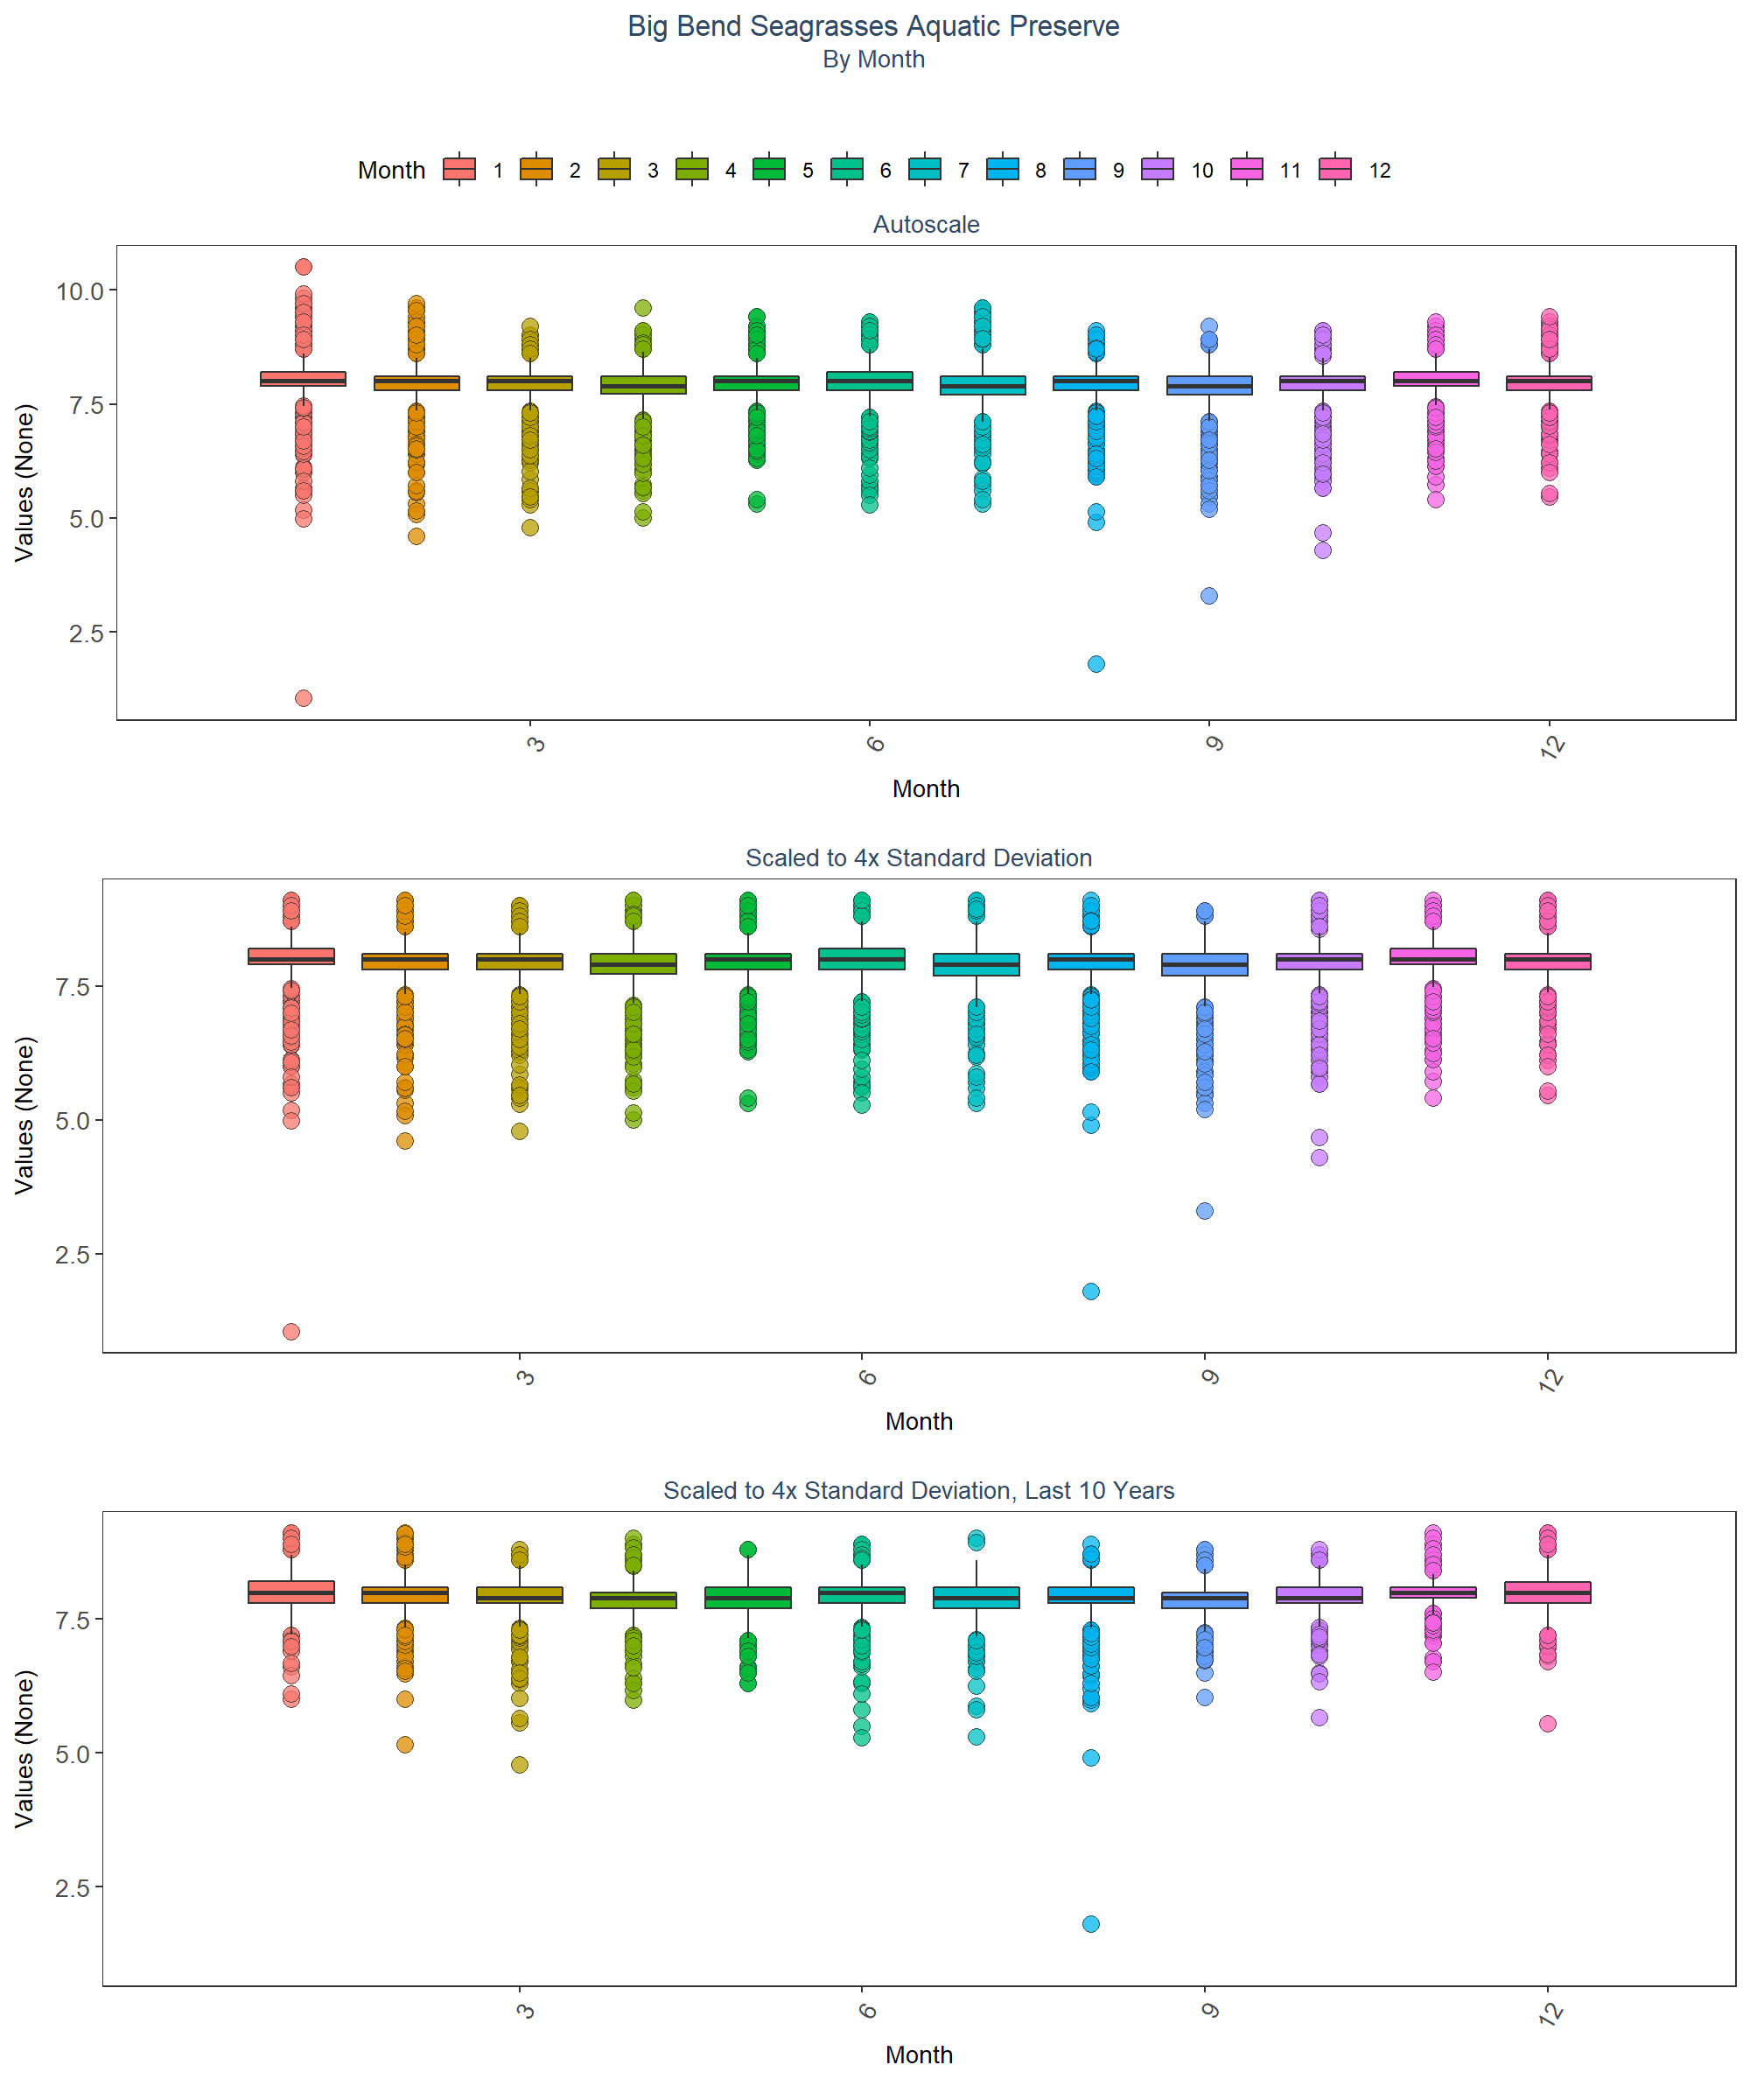 Big Bend Seagrasses Aquatic Preserve
By Month
Month 1 2 3 4 5 6 7 8 9 10 11 12
Autoscale
Values (None)
10.0
7.5
5.0
2.5
3 6 9 12
Month
Scaled to 4x Standard Deviation
Values (None)
7.5
5.0
2.5
3 6 9 12
Month
Scaled to 4x Standard Deviation, Last 10 Years
Values (None)
7.5
5.0
2.5
3 6 9 12
Month